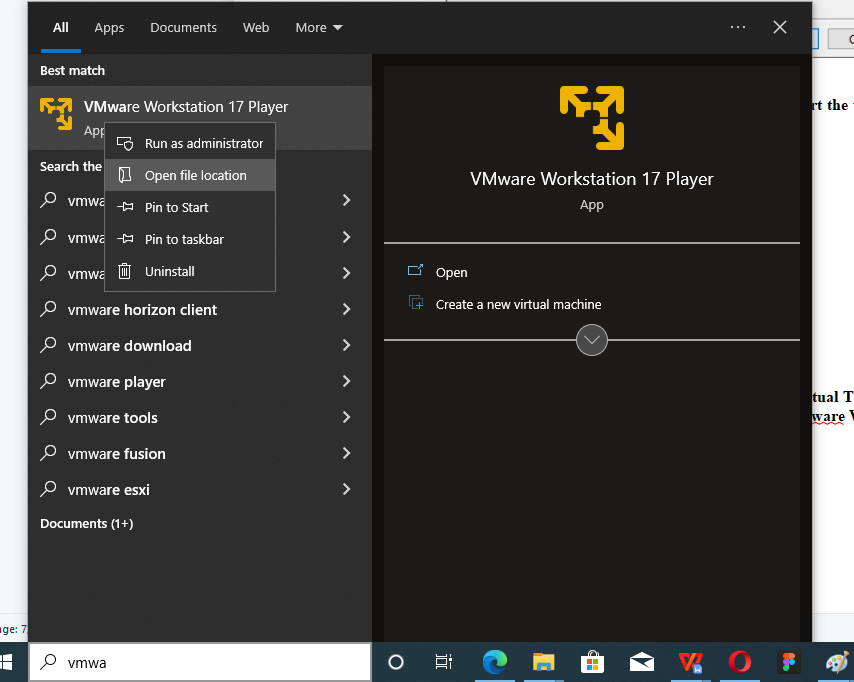 All Apps Documents Web More
Best match
VMware Workstation 17 Player
App
Run as administrator
Open file location
Pin to Start
Pin to taskbar
Uninstall
Search the
vmwa
vmwa
vmwa
vmware horizon client
vmware download
vmware player
vmware tools
vmware fusion
vmware esxi
Documents (1+)
VMware Workstation 17 Player
App
Open
Create a new virtual machine
rt the
tual T
ware V
age: 7
vmwa